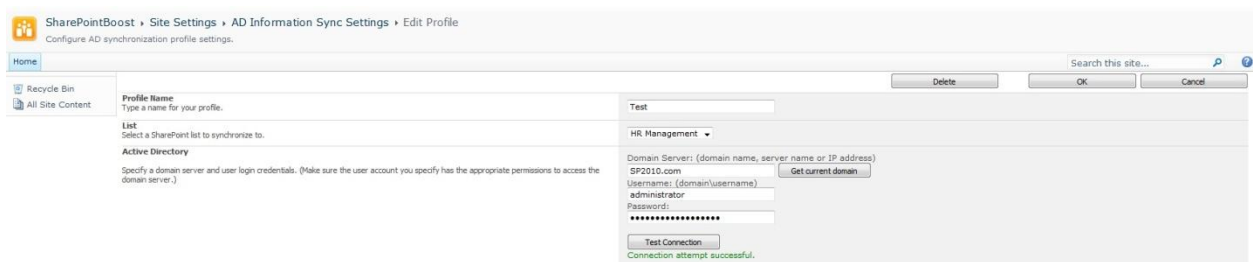 SharePointBoost › Site Settings › AD Information Sync Settings › Edit Profile
Configure AD synchronization profile settings.
Home
Search this site...
Recycle Bin
All Site Content
Delete
OK
Cancel
Profile Name
Type a name for your profile.
Test
List
Select a SharePoint list to synchronize to.
HR Management
Active Directory
Specify a domain server and user login credentials. (Make sure the user account you specify has the appropriate permissions to access the
domain server.)
Domain Server: (domain name, server name or IP address)
SP2010.com
Get current domain
Username: (domain\username)
administrator
Password:
••••••••••••••••••
Test Connection
Connection attempt successful.